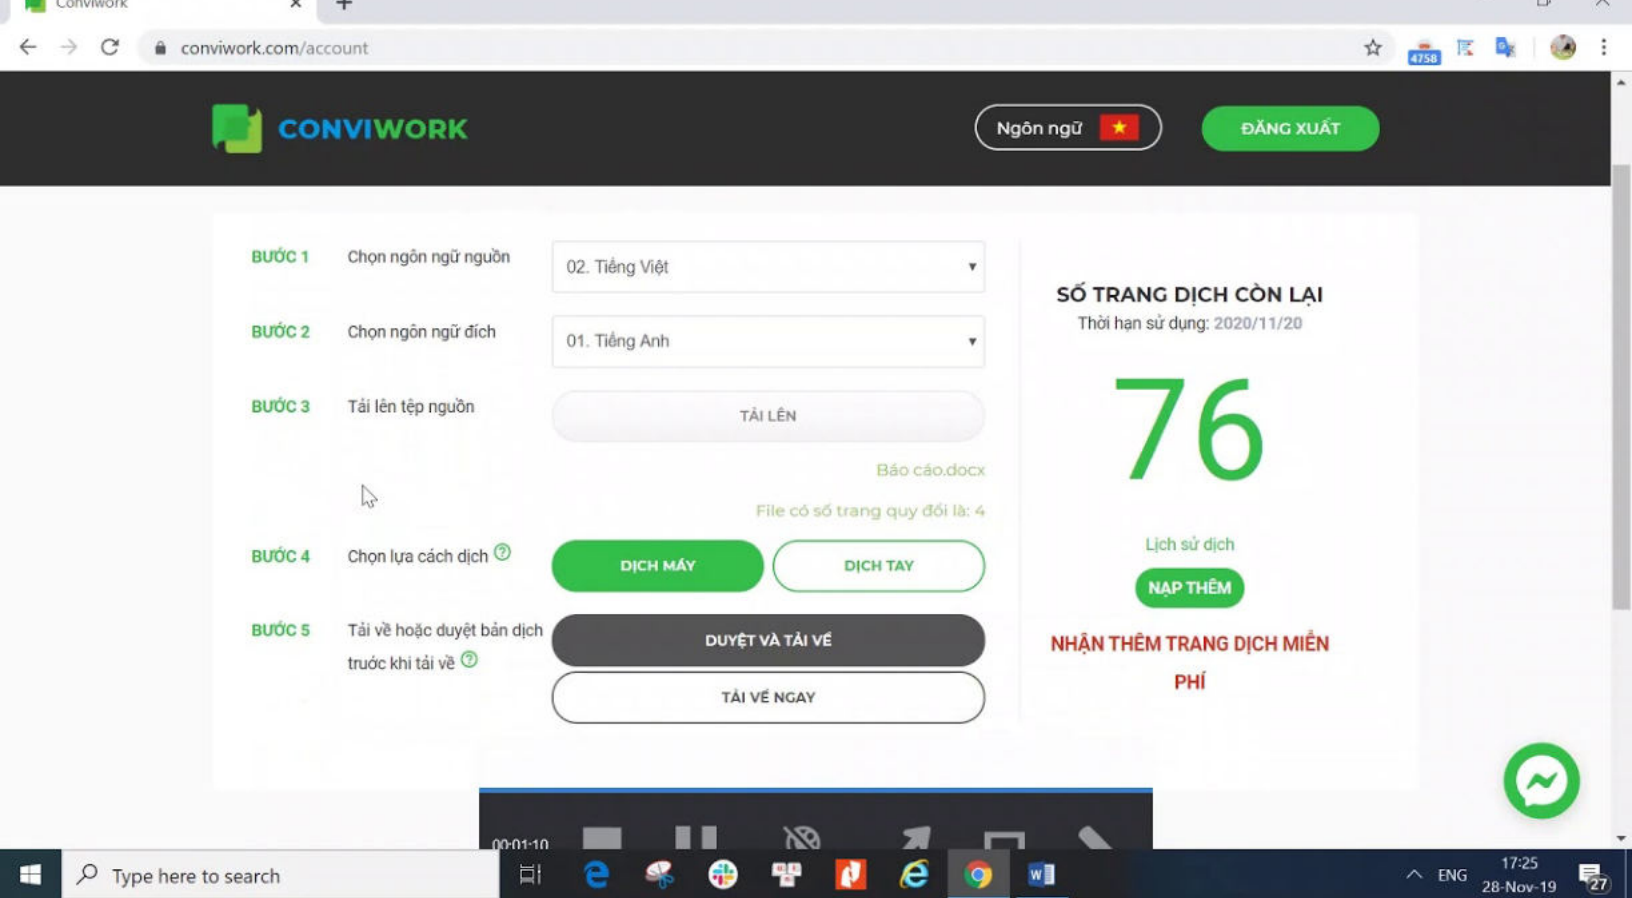 Conviwork
conviwork.com/account
4758
CONVIWORK
Ngôn ngữ
ĐĂNG XUẤT
BƯỚC 1
Chọn ngôn ngữ nguồn
02. Tiếng Việt
BƯỚC 2
Chọn ngôn ngữ đích
01. Tiếng Anh
BƯỚC 3
Tải lên tệp nguồn
TẢI LÊN
Báo cáo.docx
File có số trang quy đổi là: 4
BƯỚC 4
Chọn lựa cách dịch
DỊCH MÁY
DỊCH TAY
BƯỚC 5
Tải về hoặc duyệt bản dịch
trước khi tải về
DUYỆT VÀ TẢI VỀ
TẢI VỀ NGAY
SỐ TRANG DỊCH CÒN LẠI
Thời hạn sử dụng: 2020/11/20
76
Lịch sử dịch
NẠP THÊM
NHẬN THÊM TRANG DỊCH MIỄN
PHÍ
00:01:10
Type here to search
ENG
17:25
28-Nov-19
27